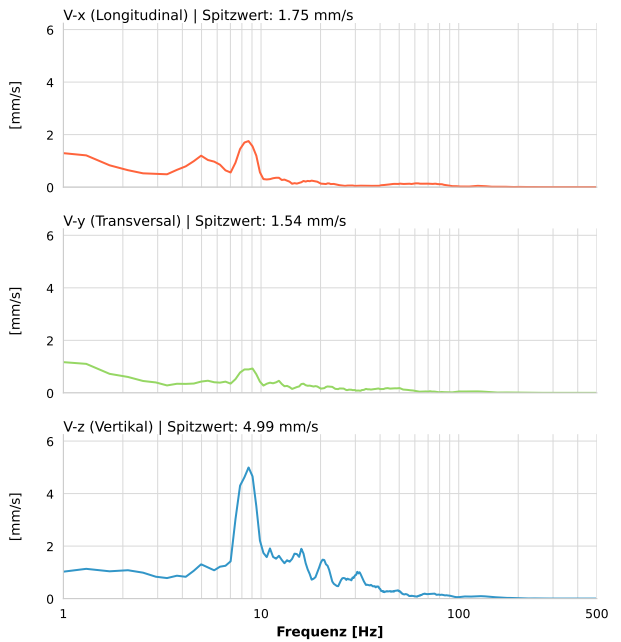 V-x (Longitudinal) | Spitzwert: 1.75 mm/s
6
4
2
0
[mm/s]
V-y (Transversal) | Spitzwert: 1.54 mm/s
6
4
2
0
[mm/s]
V-z (Vertikal) | Spitzwert: 4.99 mm/s
6
4
2
0
[mm/s]
1 10 100 500
Frequenz [Hz]